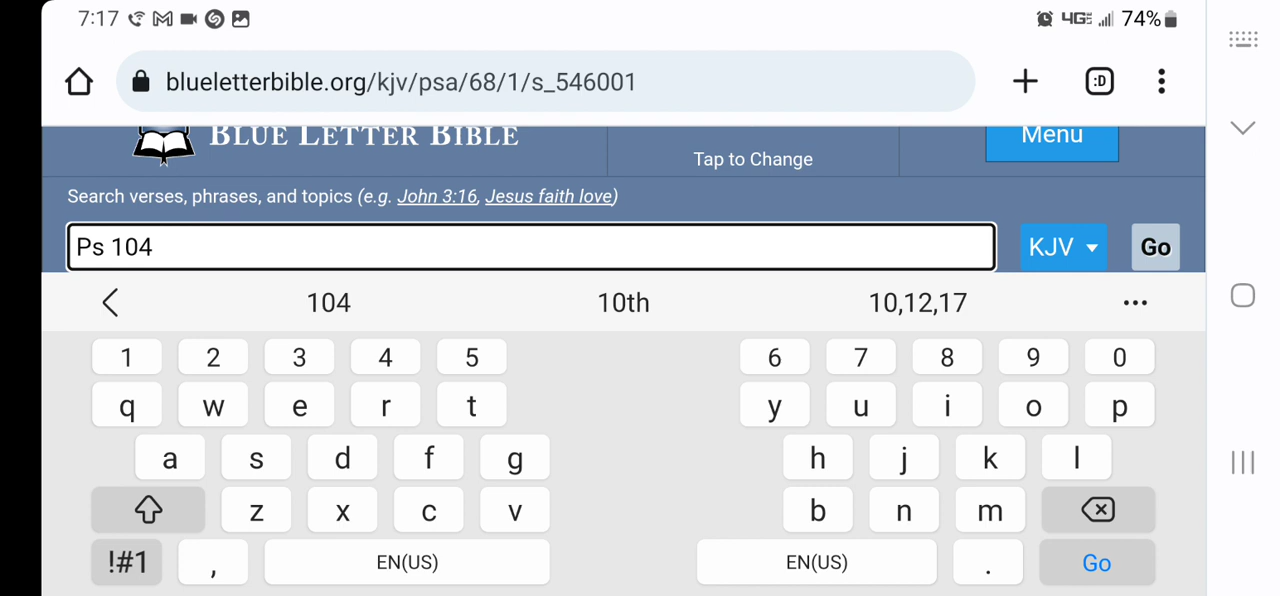 7:17 4G 74%
:D
blueletterbible.org/kjv/psa/68/1/s_546001
BLUE LETTER BIBLE
Tap to Change
Menu
Search verses, phrases, and topics (e.g. John 3:16, Jesus faith love)
Ps 104 KJV Go
104 10th 10,12,17 •••
1 2 3 4 5 6 7 8 9 0
q w e r t y u i o p
a s d f g h j k l
z x c v b n m
!#1 , EN(US) EN(US) . Go